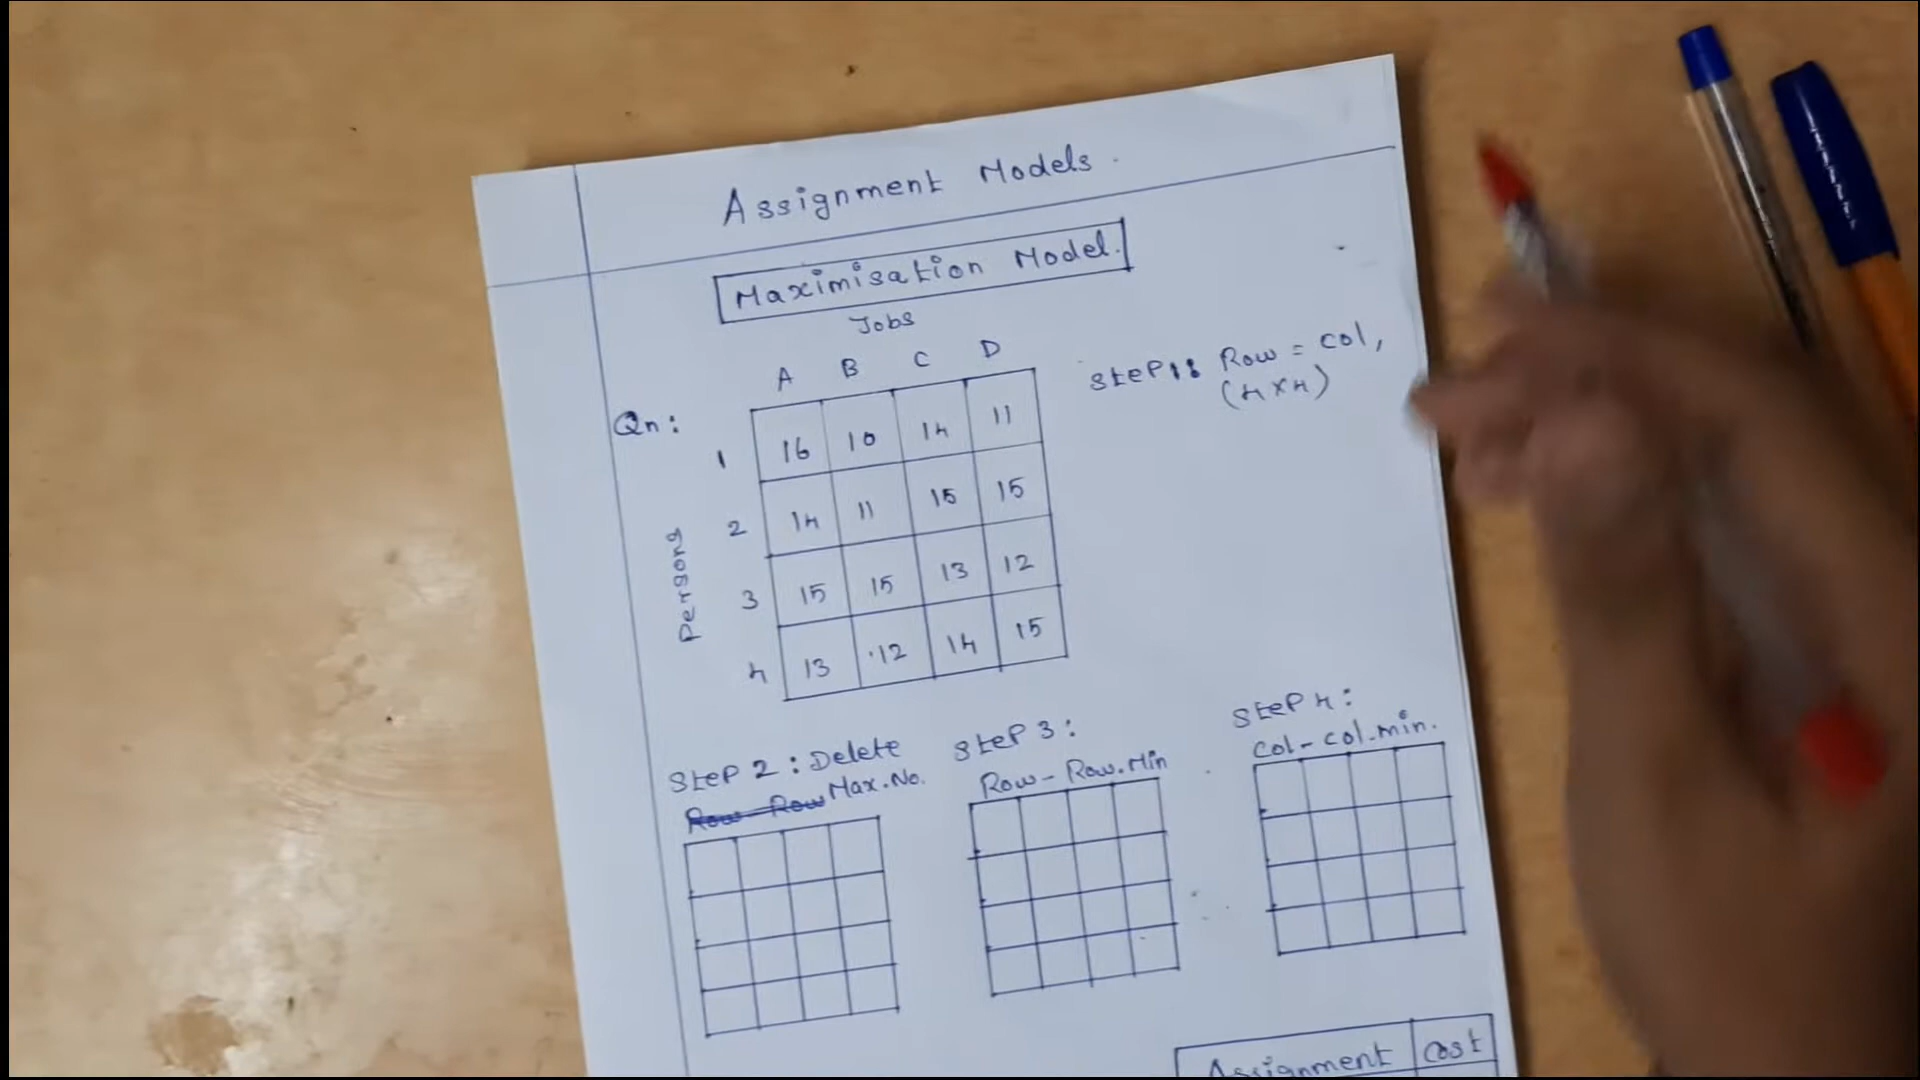 Assignment Models.
Maximisation Model.
Jobs
A B C D
Qn:
Persons
1 16 10 14 11
2 14 11 15 15
3 15 15 13 12
4 13 12 14 15
Step 1: Row = Col,
(4×4)
Step 2: Delete
Row - Row Max.No.
Step 3:
Row - Row.Min
Step 4:
Col - Col.min.
Assignment Cost